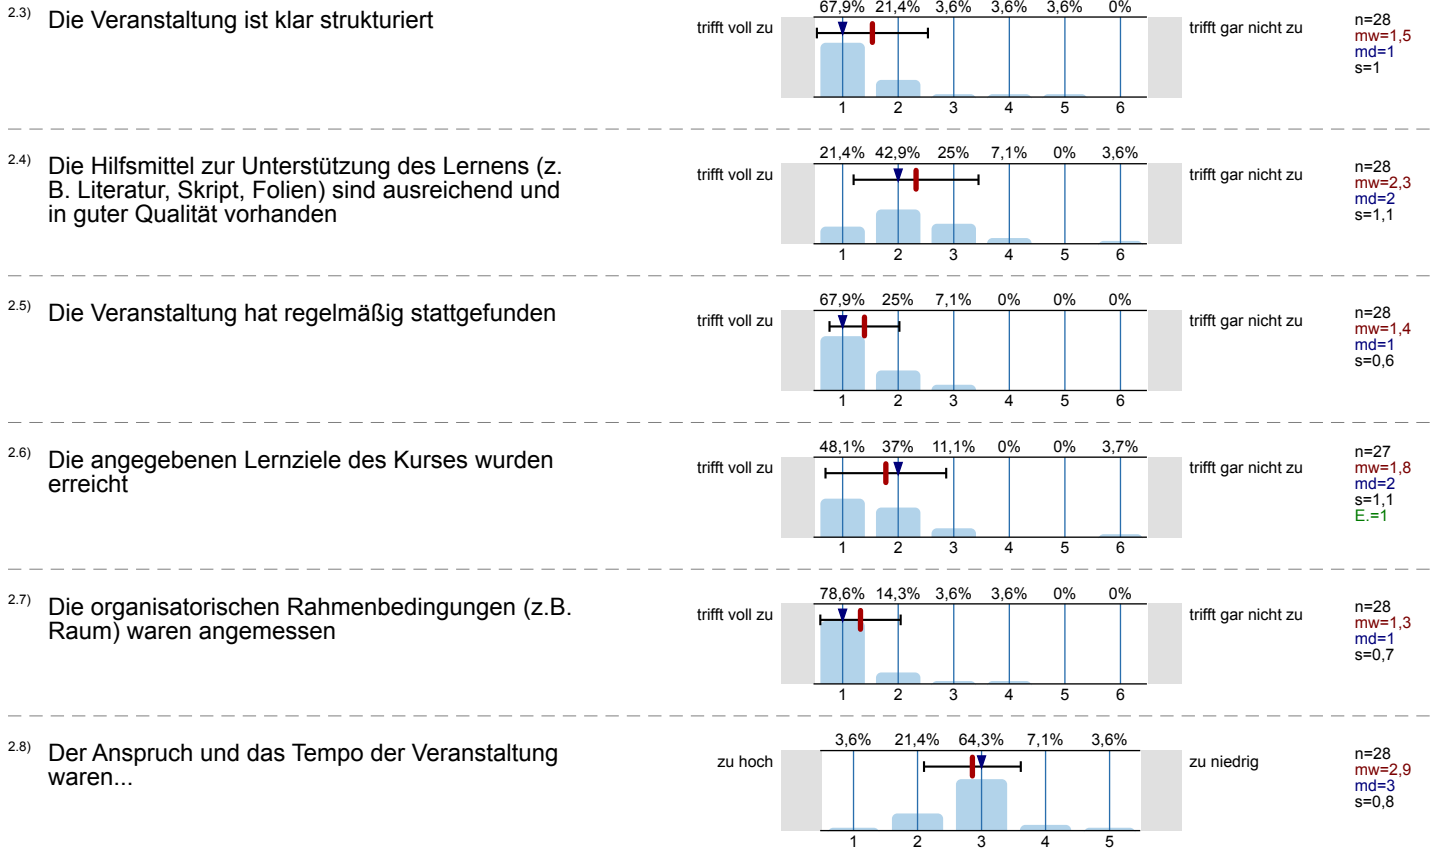 2.3) Die Veranstaltung ist klar strukturiert
trifft voll zu
67,9% 21,4% 3,6% 3,6% 3,6% 0%
1 2 3 4 5 6
trifft gar nicht zu
n=28
mw=1,5
md=1
s=1
2.4) Die Hilfsmittel zur Unterstützung des Lernens (z.
B. Literatur, Skript, Folien) sind ausreichend und
in guter Qualität vorhanden
trifft voll zu
21,4% 42,9% 25% 7,1% 0% 3,6%
1 2 3 4 5 6
trifft gar nicht zu
n=28
mw=2,3
md=2
s=1,1
2.5) Die Veranstaltung hat regelmäßig stattgefunden
trifft voll zu
67,9% 25% 7,1% 0% 0% 0%
1 2 3 4 5 6
trifft gar nicht zu
n=28
mw=1,4
md=1
s=0,6
2.6) Die angegebenen Lernziele des Kurses wurden
erreicht
trifft voll zu
48,1% 37% 11,1% 0% 0% 3,7%
1 2 3 4 5 6
trifft gar nicht zu
n=27
mw=1,8
md=2
s=1,1
E.=1
2.7) Die organisatorischen Rahmenbedingungen (z.B.
Raum) waren angemessen
trifft voll zu
78,6% 14,3% 3,6% 3,6% 0% 0%
1 2 3 4 5 6
trifft gar nicht zu
n=28
mw=1,3
md=1
s=0,7
2.8) Der Anspruch und das Tempo der Veranstaltung
waren...
zu hoch
3,6% 21,4% 64,3% 7,1% 3,6%
1 2 3 4 5
zu niedrig
n=28
mw=2,9
md=3
s=0,8